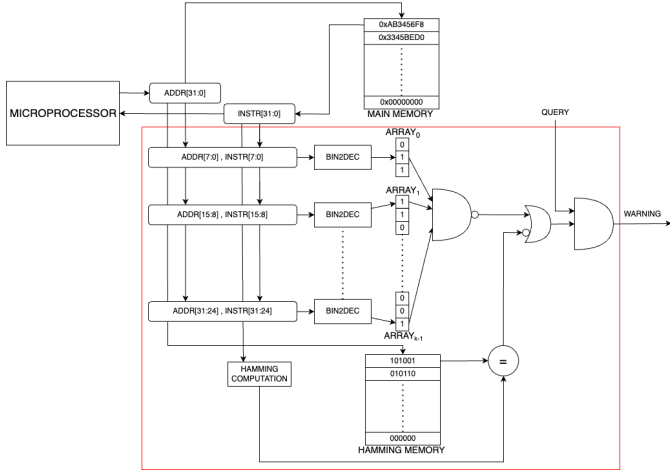 0xAB3456F8
0x3345BED0
0x00000000
MAIN MEMORY
ADDR[31:0]
MICROPROCESSOR
INSTR[31:0]
QUERY
ARRAY0
ADDR[7:0] , INSTR[7:0]
BIN2DEC
0
1
1
ARRAY1
ADDR[15:8] , INSTR[15:8]
BIN2DEC
1
1
0
WARNING
ADDR[31:24] , INSTR[31:24]
BIN2DEC
0
0
1
ARRAYk-1
HAMMING
COMPUTATION
101001
010110
000000
HAMMING MEMORY
=